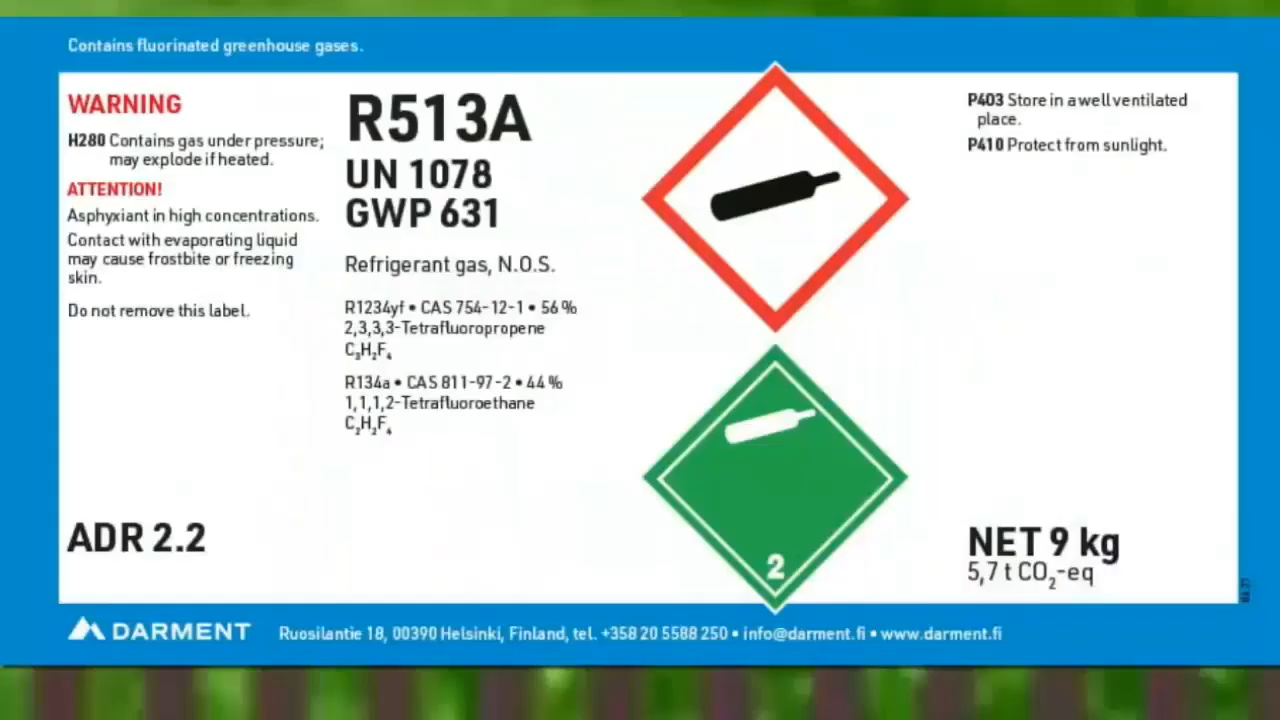 Contains fluorinated greenhouse gases.
WARNING
H280 Contains gas under pressure;
may explode if heated.
ATTENTION!
Asphyxiant in high concentrations.
Contact with evaporating liquid
may cause frostbite or freezing
skin.
Do not remove this label.
ADR 2.2
R513A
UN 1078
GWP 631
Refrigerant gas, N.O.S.
R1234yf • CAS 754-12-1 • 56 %
2,3,3,3-Tetrafluoropropene
C₃H₂F₄
R134a • CAS 811-97-2 • 44 %
1,1,1,2-Tetrafluoroethane
C₂H₂F₄
2
P403 Store in a well ventilated
place.
P410 Protect from sunlight.
NET 9 kg
5,7 t CO₂-eq
DARMENT
Ruosilantie 18, 00390 Helsinki, Finland, tel. +358 20 5588 250 • info@darment.fi • www.darment.fi